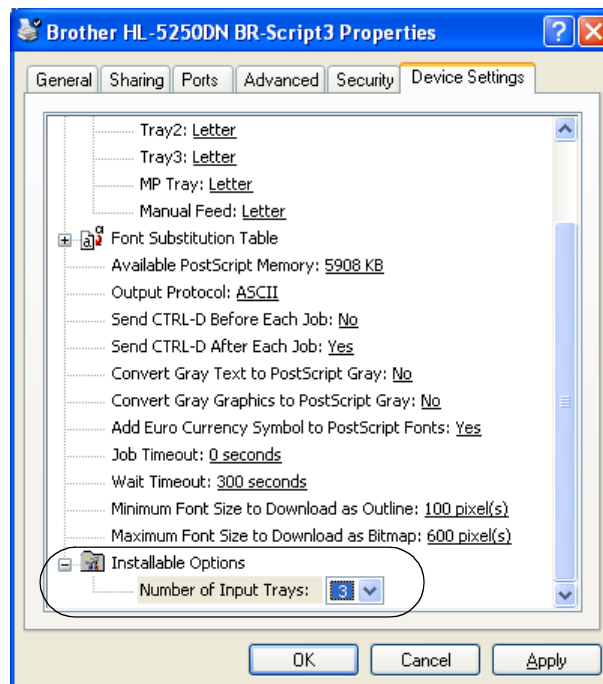 Brother HL-5250DN BR-Script3 Properties
General Sharing Ports Advanced Security Device Settings
Tray2: Letter
Tray3: Letter
MP Tray: Letter
Manual Feed: Letter
Font Substitution Table
Available PostScript Memory: 5908 KB
Output Protocol: ASCII
Send CTRL-D Before Each Job: No
Send CTRL-D After Each Job: Yes
Convert Gray Text to PostScript Gray: No
Convert Gray Graphics to PostScript Gray: No
Add Euro Currency Symbol to PostScript Fonts: Yes
Job Timeout: 0 seconds
Wait Timeout: 300 seconds
Minimum Font Size to Download as Outline: 100 pixel(s)
Maximum Font Size to Download as Bitmap: 600 pixel(s)
Installable Options
Number of Input Trays: 3
OK Cancel Apply